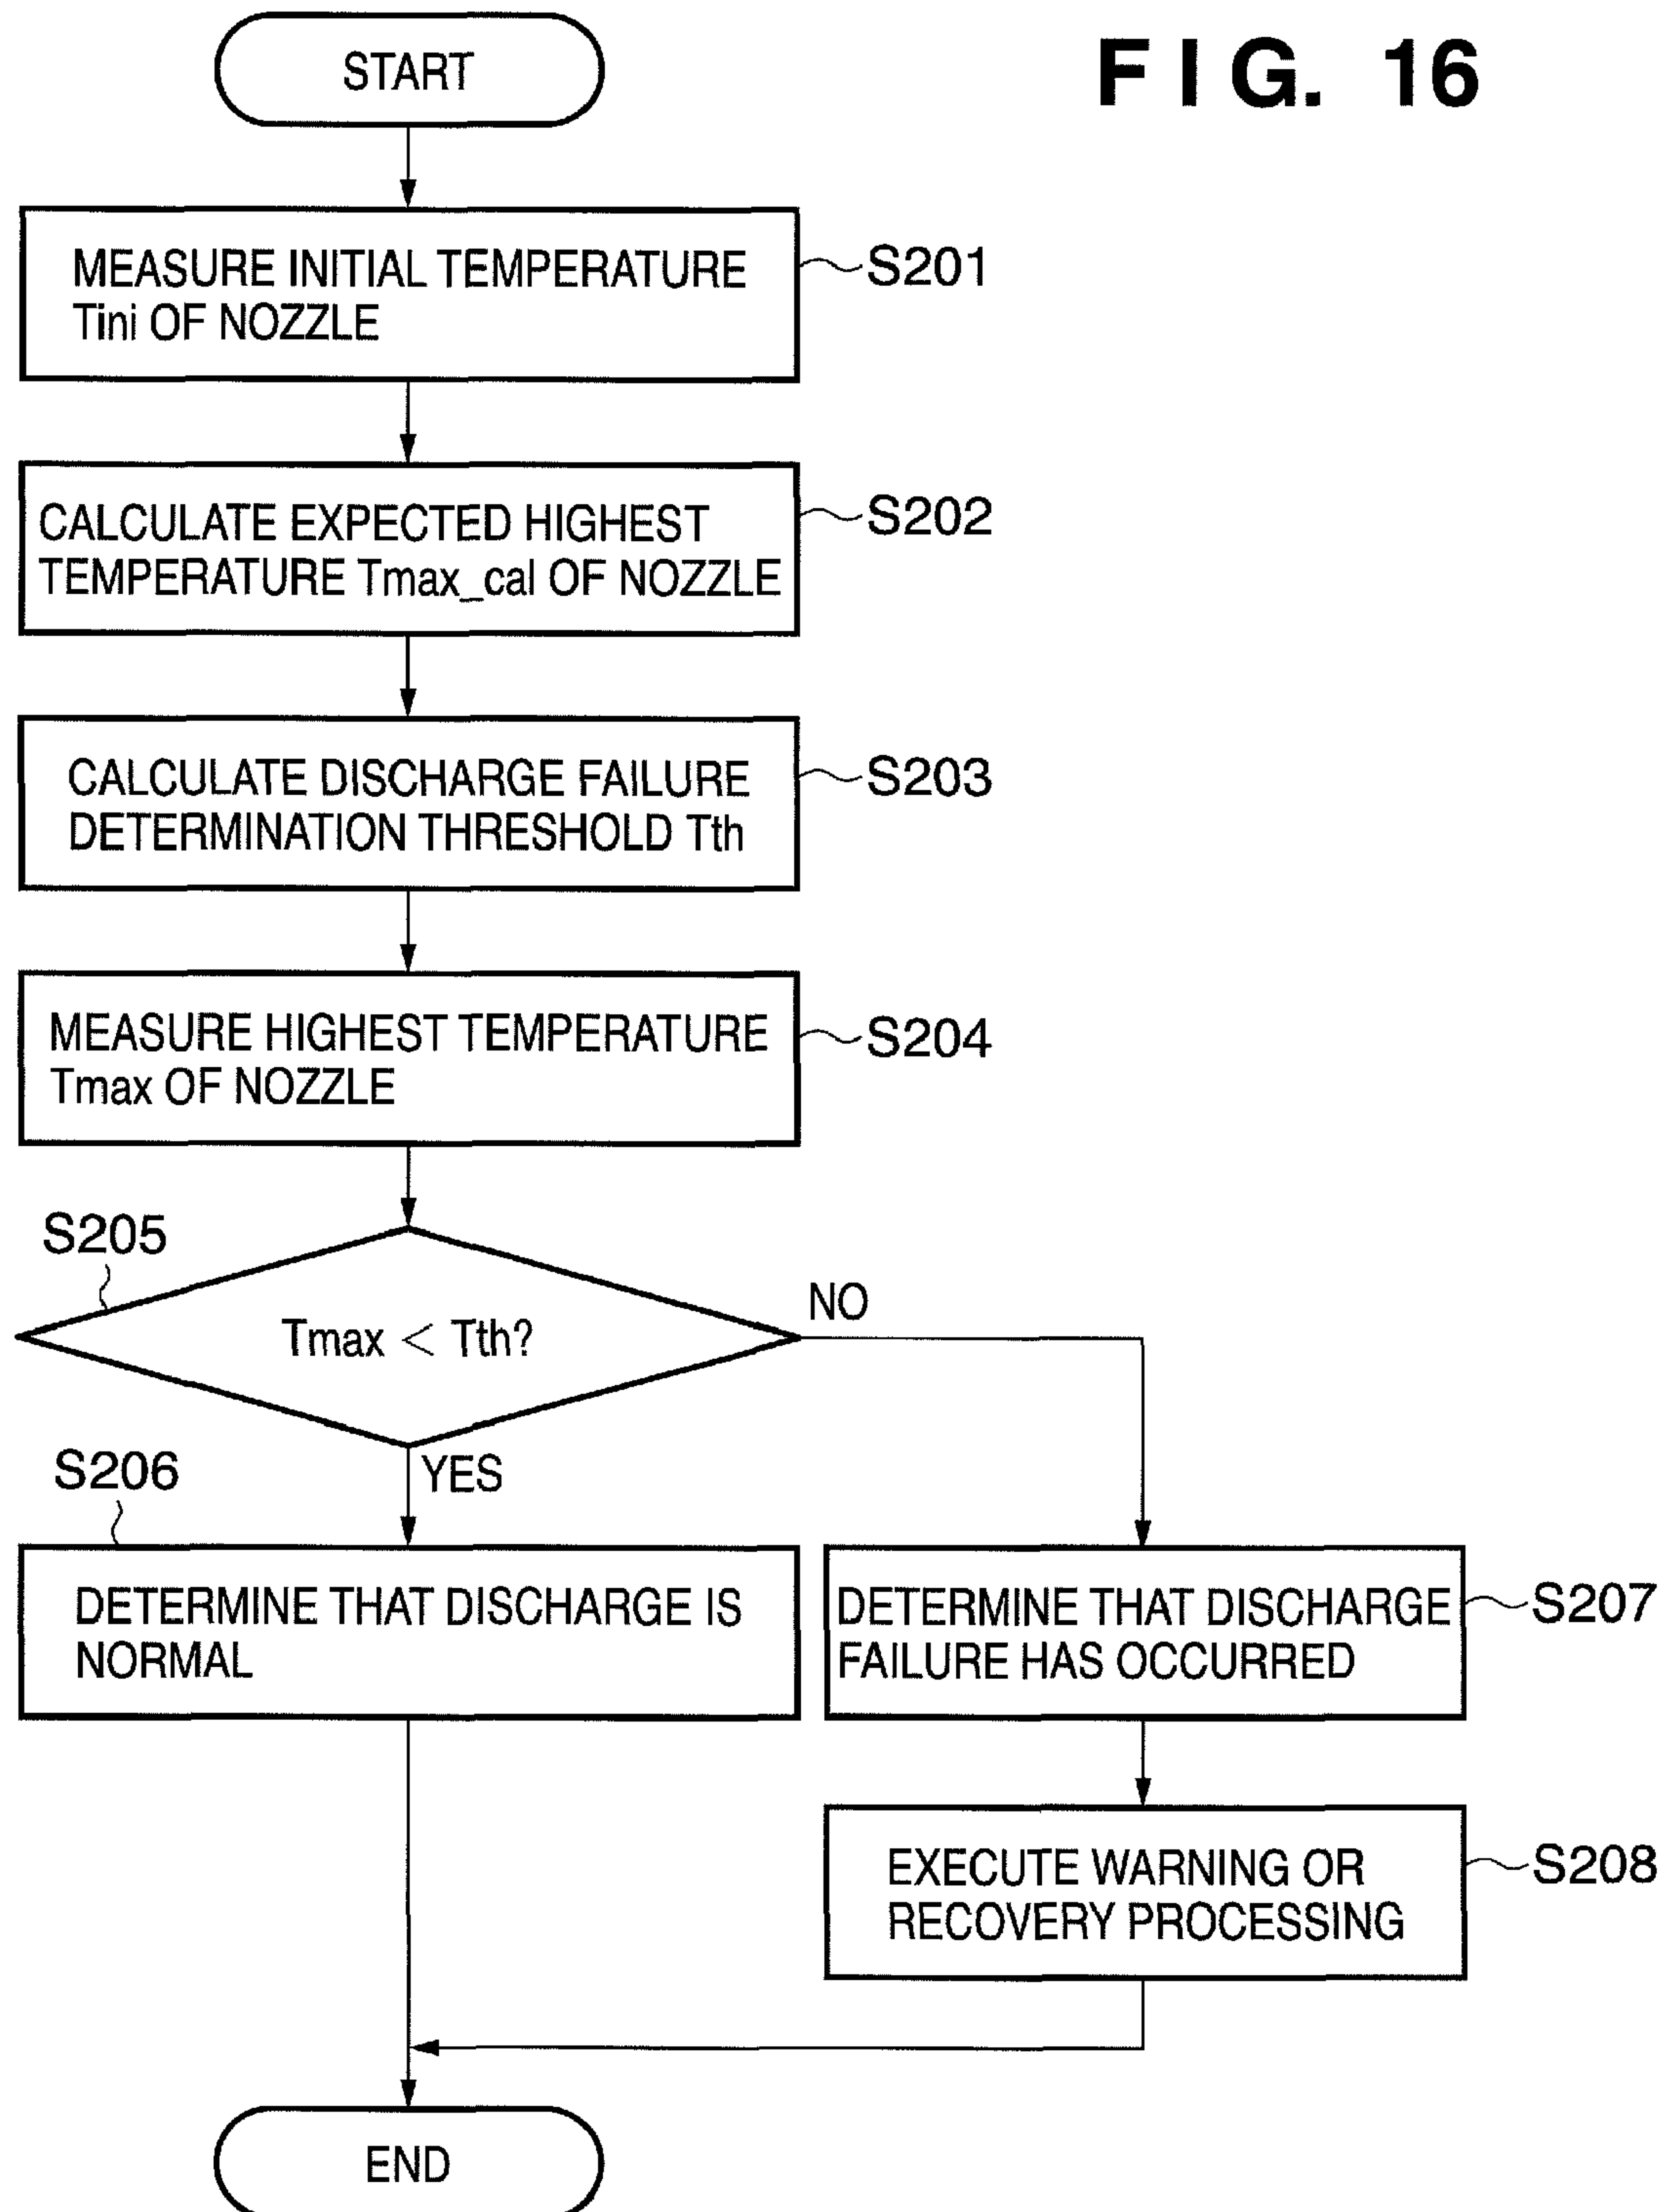 FIG. 16
START
MEASURE INITIAL TEMPERATURE
Tini OF NOZZLE
S201
CALCULATE EXPECTED HIGHEST
TEMPERATURE Tmax_cal OF NOZZLE
S202
CALCULATE DISCHARGE FAILURE
DETERMINATION THRESHOLD Tth
S203
MEASURE HIGHEST TEMPERATURE
Tmax OF NOZZLE
S204
S205
Tmax < Tth?
NO
YES
S206
DETERMINE THAT DISCHARGE IS
NORMAL
DETERMINE THAT DISCHARGE
FAILURE HAS OCCURRED
S207
EXECUTE WARNING OR
RECOVERY PROCESSING
S208
END